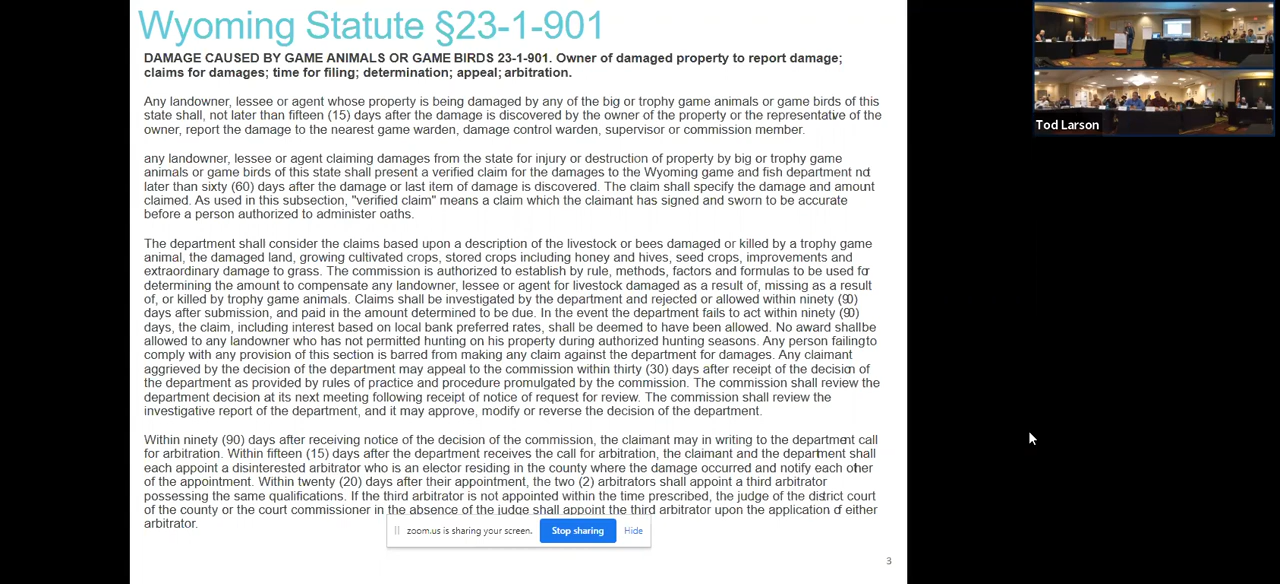 Wyoming Statute §23-1-901
DAMAGE CAUSED BY GAME ANIMALS OR GAME BIRDS 23-1-901. Owner of damaged property to report damage;
claims for damages; time for filing; determination; appeal; arbitration.
Any landowner, lessee or agent whose property is being damaged by any of the big or trophy game animals or game birds of this
state shall, not later than fifteen (15) days after the damage is discovered by the owner of the property or the representative of the
owner, report the damage to the nearest game warden, damage control warden, supervisor or commission member.
any landowner, lessee or agent claiming damages from the state for injury or destruction of property by big or trophy game
animals or game birds of this state shall present a verified claim for the damages to the Wyoming game and fish department not
later than sixty (60) days after the damage or last item of damage is discovered. The claim shall specify the damage and amount
claimed. As used in this subsection, "verified claim" means a claim which the claimant has signed and sworn to be accurate
before a person authorized to administer oaths.
The department shall consider the claims based upon a description of the livestock or bees damaged or killed by a trophy game
animal, the damaged land, growing cultivated crops, stored crops including honey and hives, seed crops, improvements and
extraordinary damage to grass. The commission is authorized to establish by rule, methods, factors and formulas to be used for
determining the amount to compensate any landowner, lessee or agent for livestock damaged as a result of, missing as a result
of, or killed by trophy game animals. Claims shall be investigated by the department and rejected or allowed within ninety (90)
days after submission, and paid in the amount determined to be due. In the event the department fails to act within ninety (90)
days, the claim, including interest based on local bank preferred rates, shall be deemed to have been allowed. No award shall be
allowed to any landowner who has not permitted hunting on his property during authorized hunting seasons. Any person failing to
comply with any provision of this section is barred from making any claim against the department for damages. Any claimant
aggrieved by the decision of the department may appeal to the commission within thirty (30) days after receipt of the decision of
the department as provided by rules of practice and procedure promulgated by the commission. The commission shall review the
department decision at its next meeting following receipt of notice of request for review. The commission shall review the
investigative report of the department, and it may approve, modify or reverse the decision of the department.
Within ninety (90) days after receiving notice of the decision of the commission, the claimant may in writing to the department call
for arbitration. Within fifteen (15) days after the department receives the call for arbitration, the claimant and the department shall
each appoint a disinterested arbitrator who is an elector residing in the county where the damage occurred and notify each other
of the appointment. Within twenty (20) days after their appointment, the two (2) arbitrators shall appoint a third arbitrator
possessing the same qualifications. If the third arbitrator is not appointed within the time prescribed, the judge of the district court
of the county or the court commissioner in the absence of the judge shall appoint the third arbitrator upon the application of either
arbitrator.
zoom.us is sharing your screen.
Stop sharing
Hide
3
Tod Larson